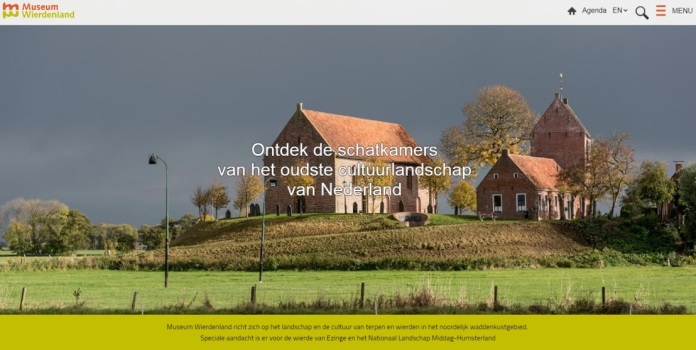 Museum
Wierdenland
Agenda EN MENU
Ontdek de schatkamers
van het oudste cultuurlandschap
van Nederland
Museum Wierdenland richt zich op het landschap en de cultuur van terpen en wierden in het noordelijk waddenkustgebied.
Speciale aandacht is er voor de wierde van Ezinge en het Nationaal Landschap Middag-Humsterland